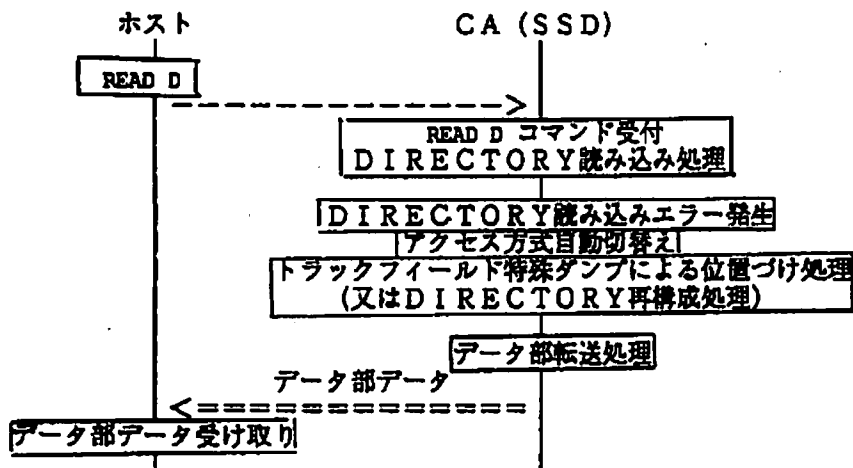 ホスト
ＣＡ（ＳＳＤ）
READ D
READ D コマンド受付
ＤＩＲＥＣＴＯＲＹ読み込み処理
ＤＩＲＥＣＴＯＲＹ読み込みエラー発生
アクセス方式自動切替え
トラックフィールド特殊ダンプによる位置づけ処理
(又はＤＩＲＥＣＴＯＲＹ再構成処理)
データ部転送処理
データ部データ
データ部データ受け取り